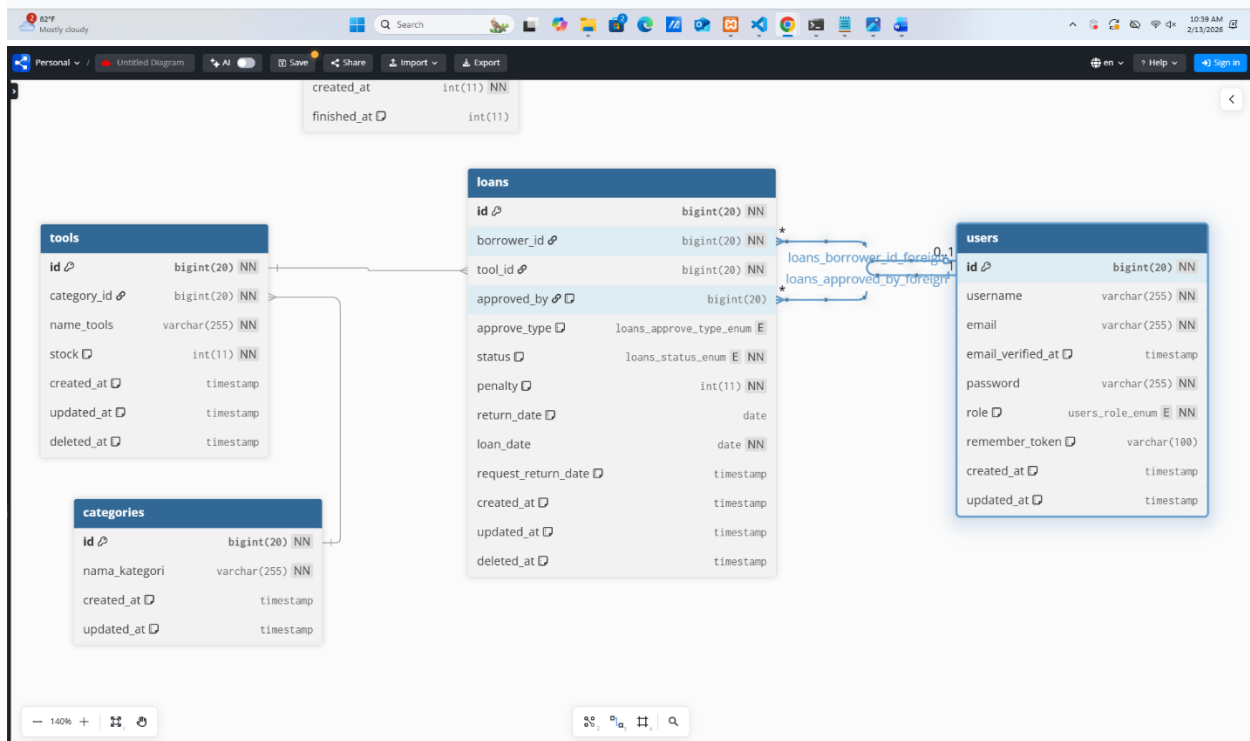 2
82°F
Mostly cloudy
Search
10:39 AM
2/13/2026
Personal / Untitled Diagram AI Save Share Import Export
en ? Help Sign in
created_at int(11) NN
finished_at int(11)
loans
id bigint(20) NN
borrower_id bigint(20) NN
tool_id bigint(20) NN
approved_by bigint(20)
approve_type loans_approve_type_enum E
status loans_status_enum E NN
penalty int(11) NN
return_date date
loan_date date NN
request_return_date timestamp
created_at timestamp
updated_at timestamp
deleted_at timestamp
tools
id bigint(20) NN
category_id bigint(20) NN
name_tools varchar(255) NN
stock int(11) NN
created_at timestamp
updated_at timestamp
deleted_at timestamp
categories
id bigint(20) NN
nama_kategori varchar(255) NN
created_at timestamp
updated_at timestamp
*
loans_borrower_id_foreign
0..1
1
loans_approved_by_foreign
*
users
id bigint(20) NN
username varchar(255) NN
email varchar(255) NN
email_verified_at timestamp
password varchar(255) NN
role users_role_enum E NN
remember_token varchar(100)
created_at timestamp
updated_at timestamp
140%